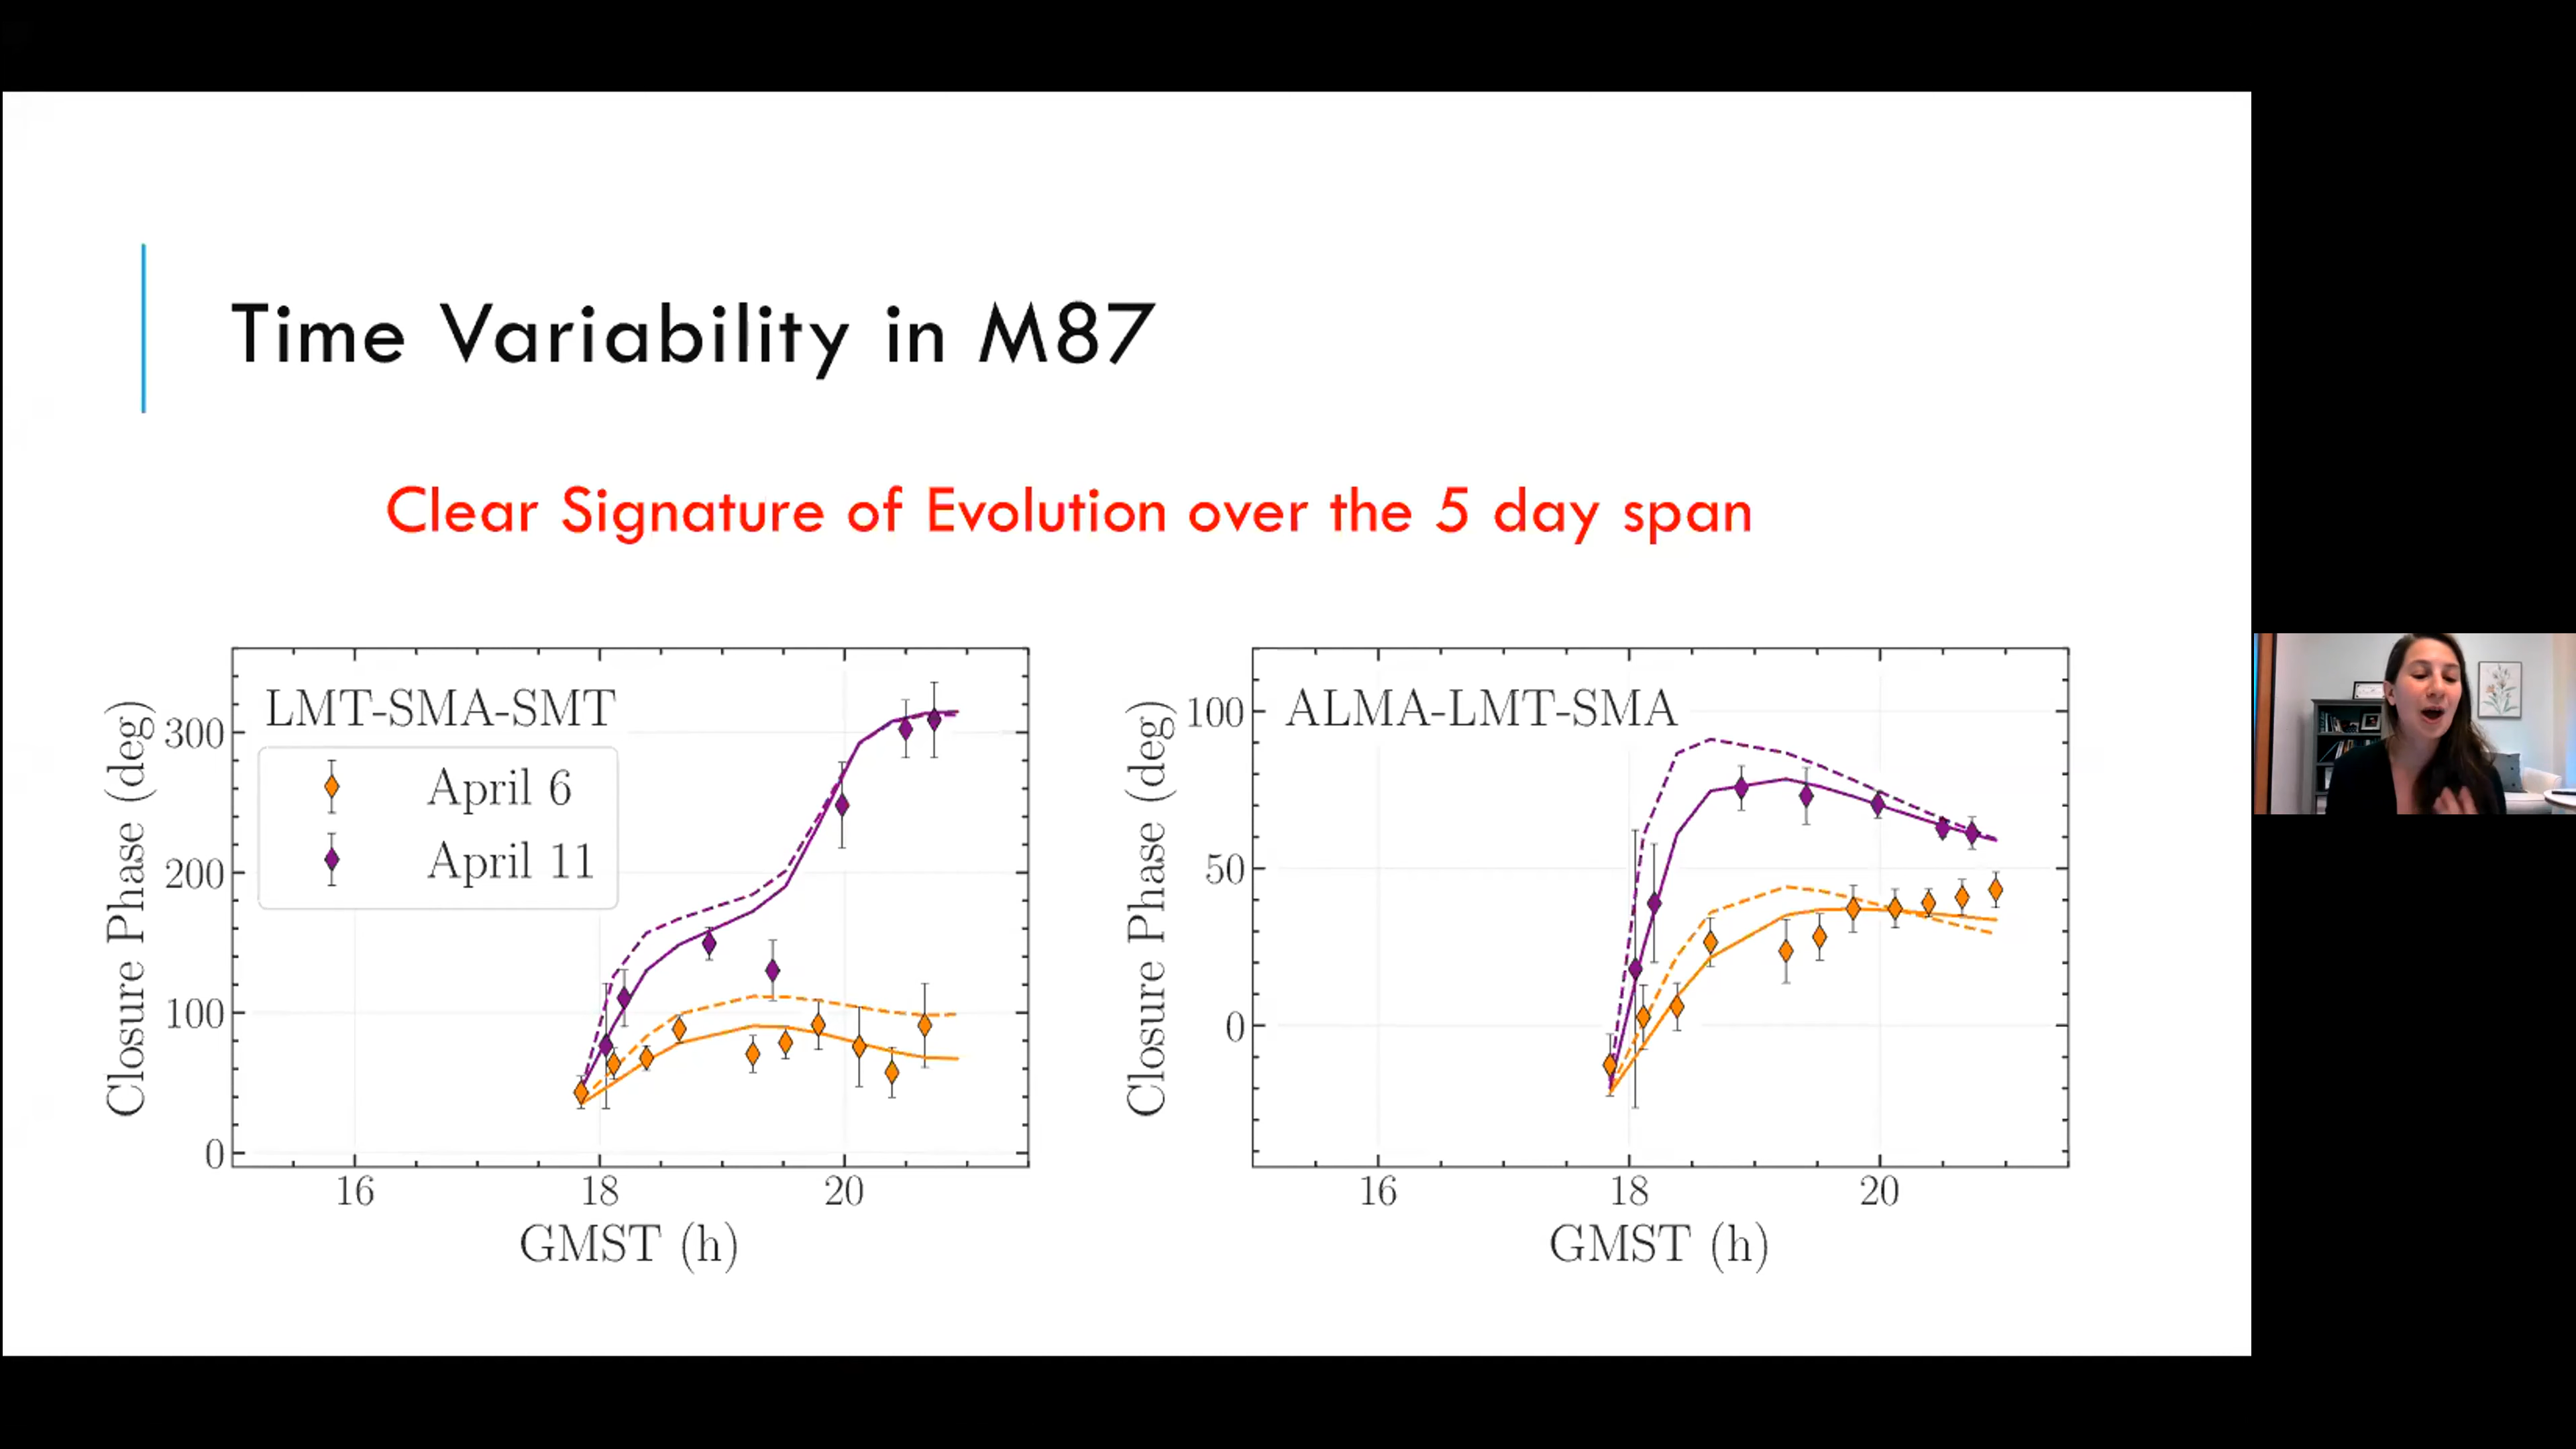 Time Variability in M87
Clear Signature of Evolution over the 5 day span
LMT-SMA-SMT
April 6
April 11
Closure Phase (deg)
300
200
100
0
16
18
20
GMST (h)
ALMA-LMT-SMA
Closure Phase (deg)
100
50
0
16
18
20
GMST (h)